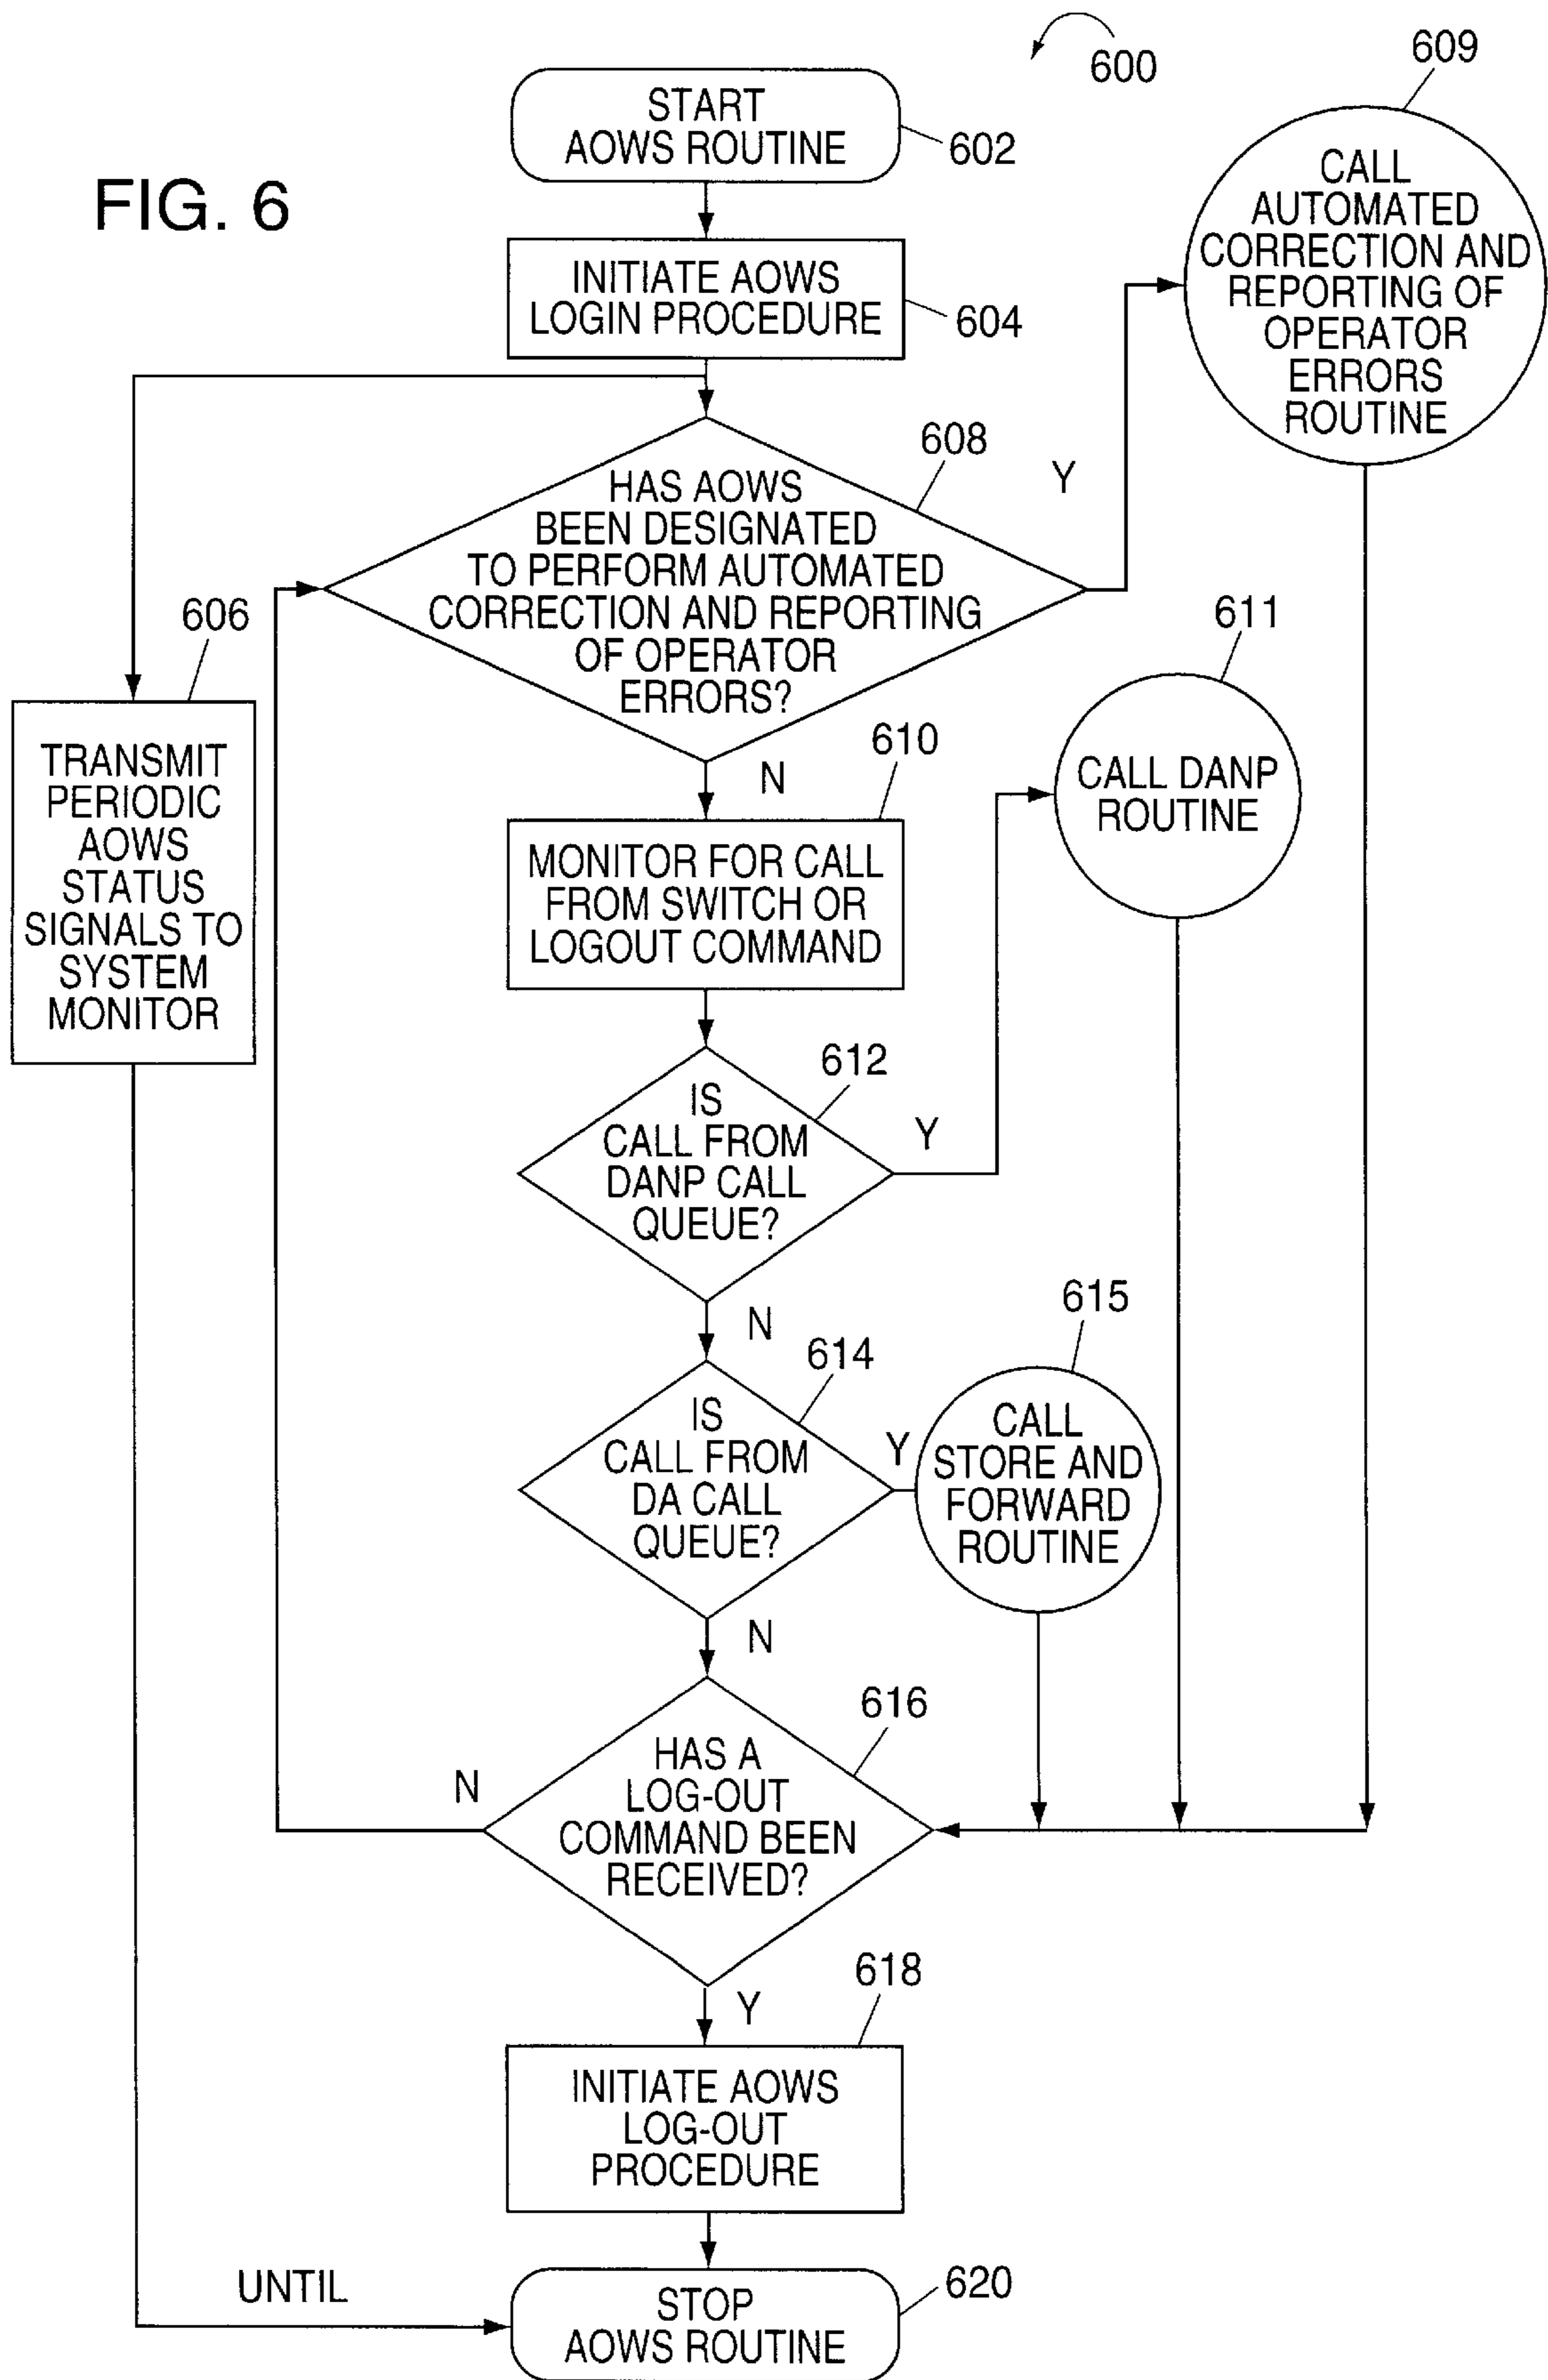 600
609
START
AOWS ROUTINE
602
FIG. 6
CALL
AUTOMATED
CORRECTION AND
REPORTING OF
OPERATOR
ERRORS
ROUTINE
INITIATE AOWS
LOGIN PROCEDURE
604
608
Y
HAS AOWS
BEEN DESIGNATED
TO PERFORM AUTOMATED
CORRECTION AND REPORTING
OF OPERATOR
ERRORS?
606
611
TRANSMIT
PERIODIC
AOWS
STATUS
SIGNALS TO
SYSTEM
MONITOR
N
610
CALL DANP
ROUTINE
MONITOR FOR CALL
FROM SWITCH OR
LOGOUT COMMAND
612
IS
CALL FROM
DANP CALL
QUEUE?
Y
N
615
614
IS
CALL FROM
DA CALL
QUEUE?
Y
CALL
STORE AND
FORWARD
ROUTINE
N
616
HAS A
LOG-OUT
COMMAND BEEN
RECEIVED?
N
Y
618
INITIATE AOWS
LOG-OUT
PROCEDURE
UNTIL
620
STOP
AOWS ROUTINE